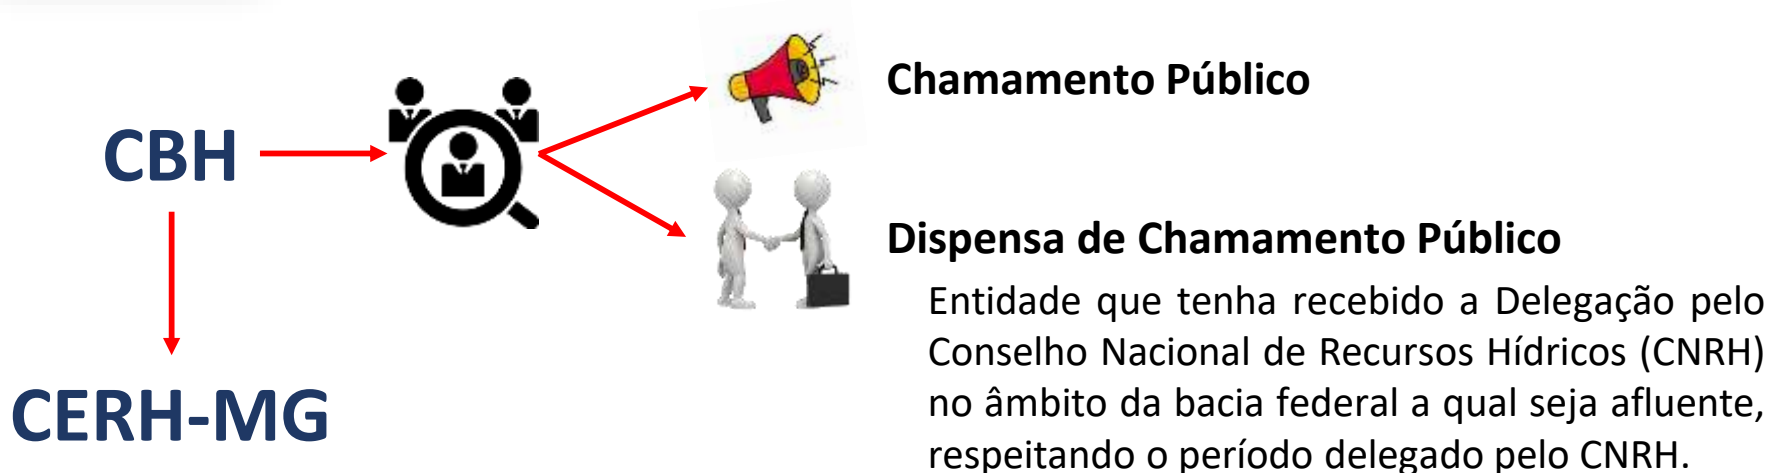 Chamamento Público
CBH
Dispensa de Chamamento Público
Entidade que tenha recebido a Delegação pelo
Conselho Nacional de Recursos Hídricos (CNRH)
no âmbito da bacia federal a qual seja afluente,
respeitando o período delegado pelo CNRH.
CERH-MG